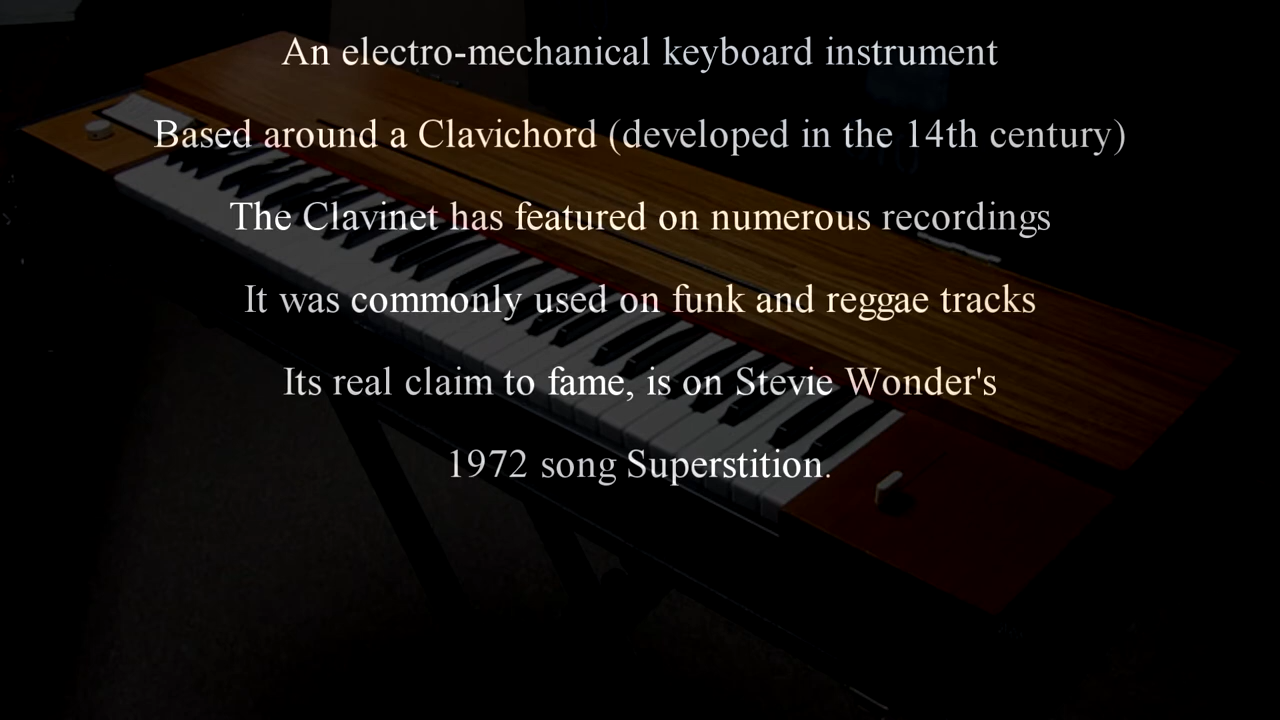 An electro-mechanical keyboard instrument
Based around a Clavichord (developed in the 14th century)
The Clavinet has featured on numerous recordings
It was commonly used on funk and reggae tracks
Its real claim to fame, is on Stevie Wonder's
1972 song Superstition.